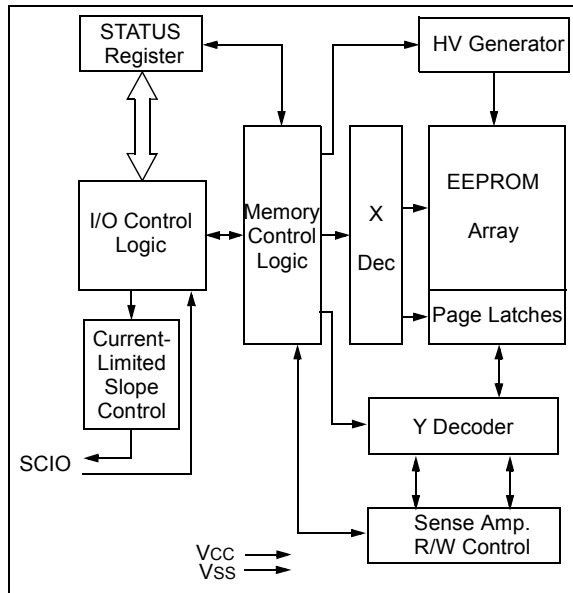 STATUS
Register
HV Generator
I/O Control
Logic
Memory
Control
Logic
X
Dec
EEPROM
Array
Page Latches
Current-
Limited
Slope
Control
Y Decoder
SCIO
Sense Amp.
R/W Control
VCC
VSS